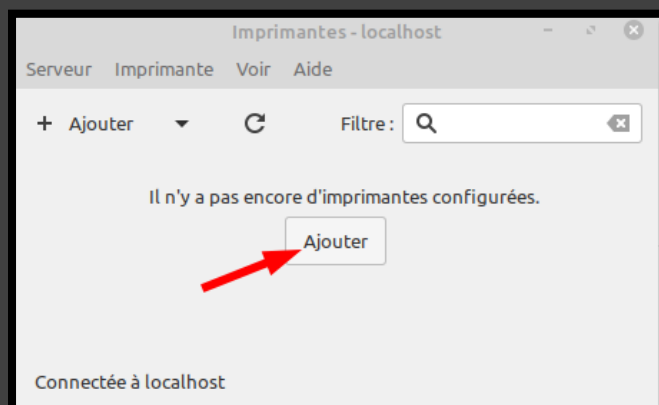 Imprimantes - localhost
Serveur Imprimante Voir Aide
+ Ajouter Filtre :
Il n'y a pas encore d'imprimantes configurées.
Ajouter
Connectée à localhost